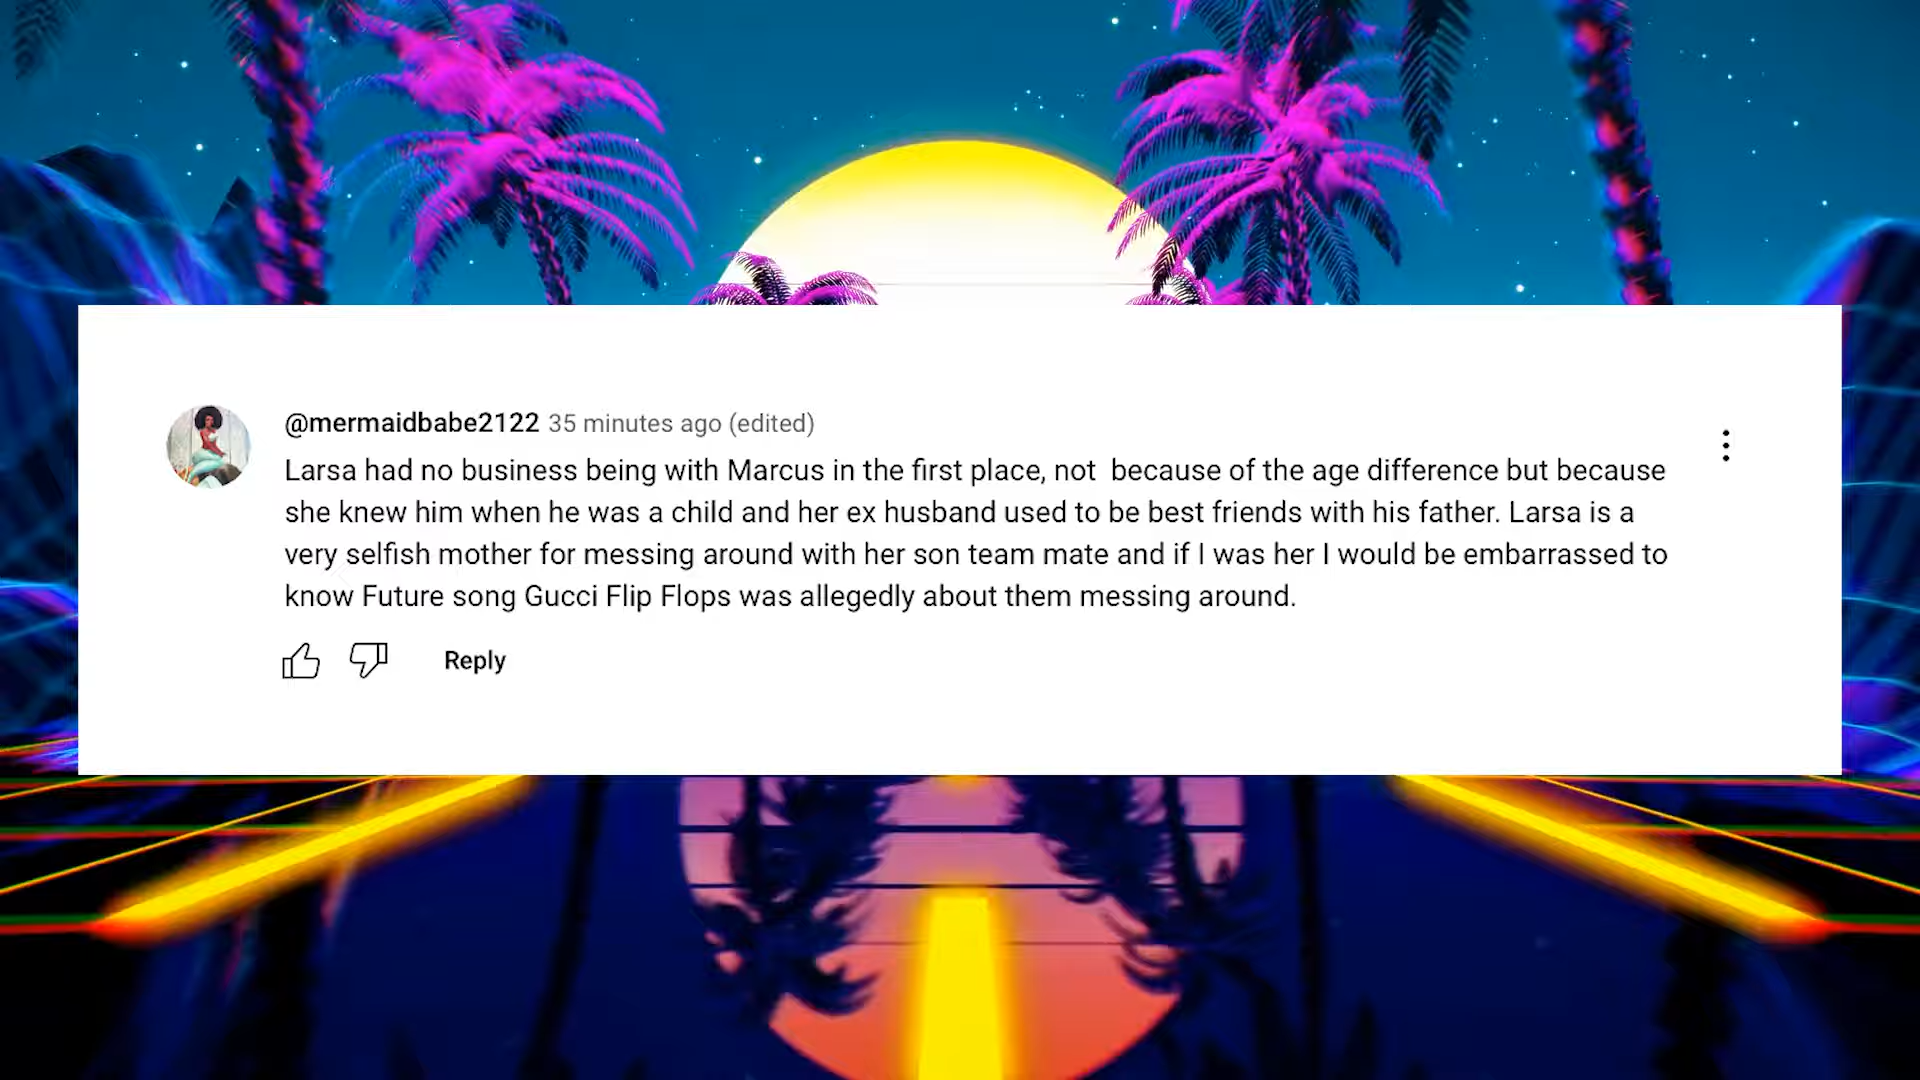 @mermaidbabe2122 35 minutes ago (edited)
Larsa had no business being with Marcus in the first place, not  because of the age difference but because
she knew him when he was a child and her ex husband used to be best friends with his father. Larsa is a
very selfish mother for messing around with her son team mate and if I was her I would be embarrassed to
know Future song Gucci Flip Flops was allegedly about them messing around.
Reply